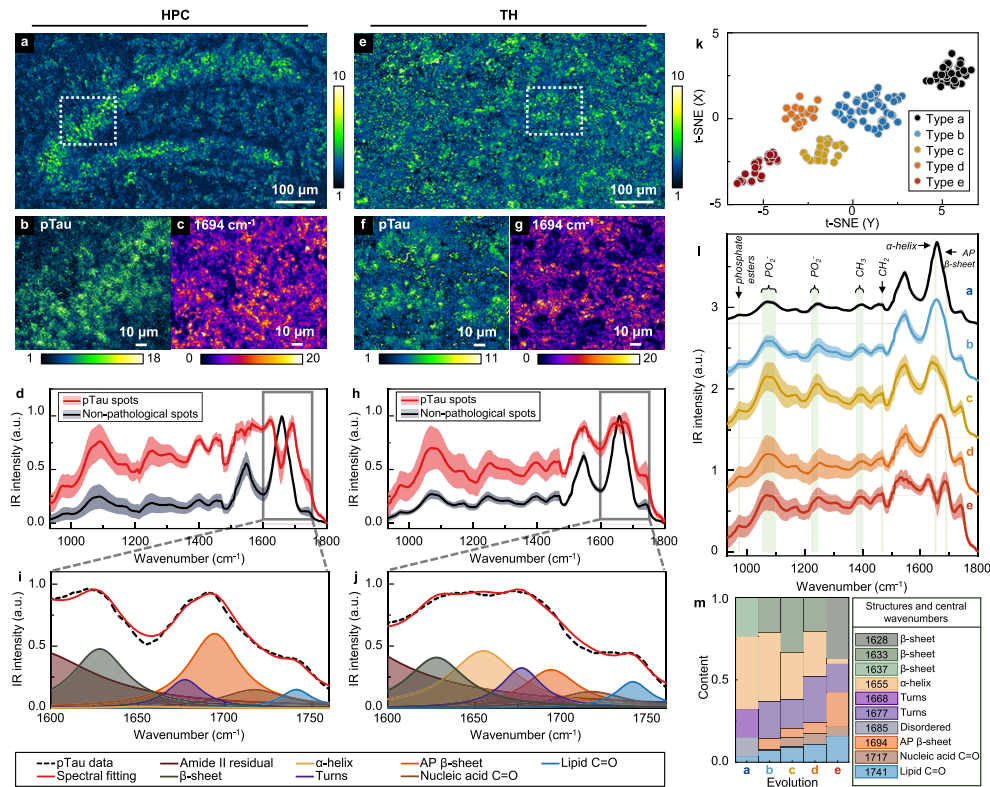 HPC
TH
a
10
1
100 µm
e
10
1
100 µm
b
pTau
10 µm
1
18
c
1694 cm-1
10 µm
0
20
f
pTau
10 µm
1
11
g
1694 cm-1
10 µm
0
20
d
pTau spots
Non-pathological spots
IR intensity (a.u.)
1.0
0.5
0.0
1000 1200 1400 1600 1800
Wavenumber (cm-1)
h
pTau spots
Non-pathological spots
IR intensity (a.u.)
1.0
0.5
0.0
1000 1200 1400 1600 1800
Wavenumber (cm-1)
i
IR intensity (a.u.)
1.0
0.5
0.0
1600 1650 1700 1750
j
IR intensity (a.u.)
1.0
0.5
0.0
1600 1650 1700 1750
pTau data
Amide II residual
α-helix
AP β-sheet
Lipid C=O
Spectral fitting
β-sheet
Turns
Nucleic acid C=O
k
t-SNE (X)
5
0
-5
-5 0 5
t-SNE (Y)
Type a
Type b
Type c
Type d
Type e
l
phosphate
esters
PO2-
PO2-
CH3
CH2
α-helix
AP
β-sheet
a
b
c
d
e
IR intensity (a.u.)
3
2
1
0
1000 1200 1400 1600 1800
Wavenumber (cm-1)
m
Content
1.0
0.5
0.0
a b c d e
Evolution
Structures and central
wavenumbers
1628 β-sheet
1633 β-sheet
1637 β-sheet
1655 α-helix
1668 Turns
1677 Turns
1685 Disordered
1694 AP β-sheet
1717 Nucleic acid C=O
1741 Lipid C=O